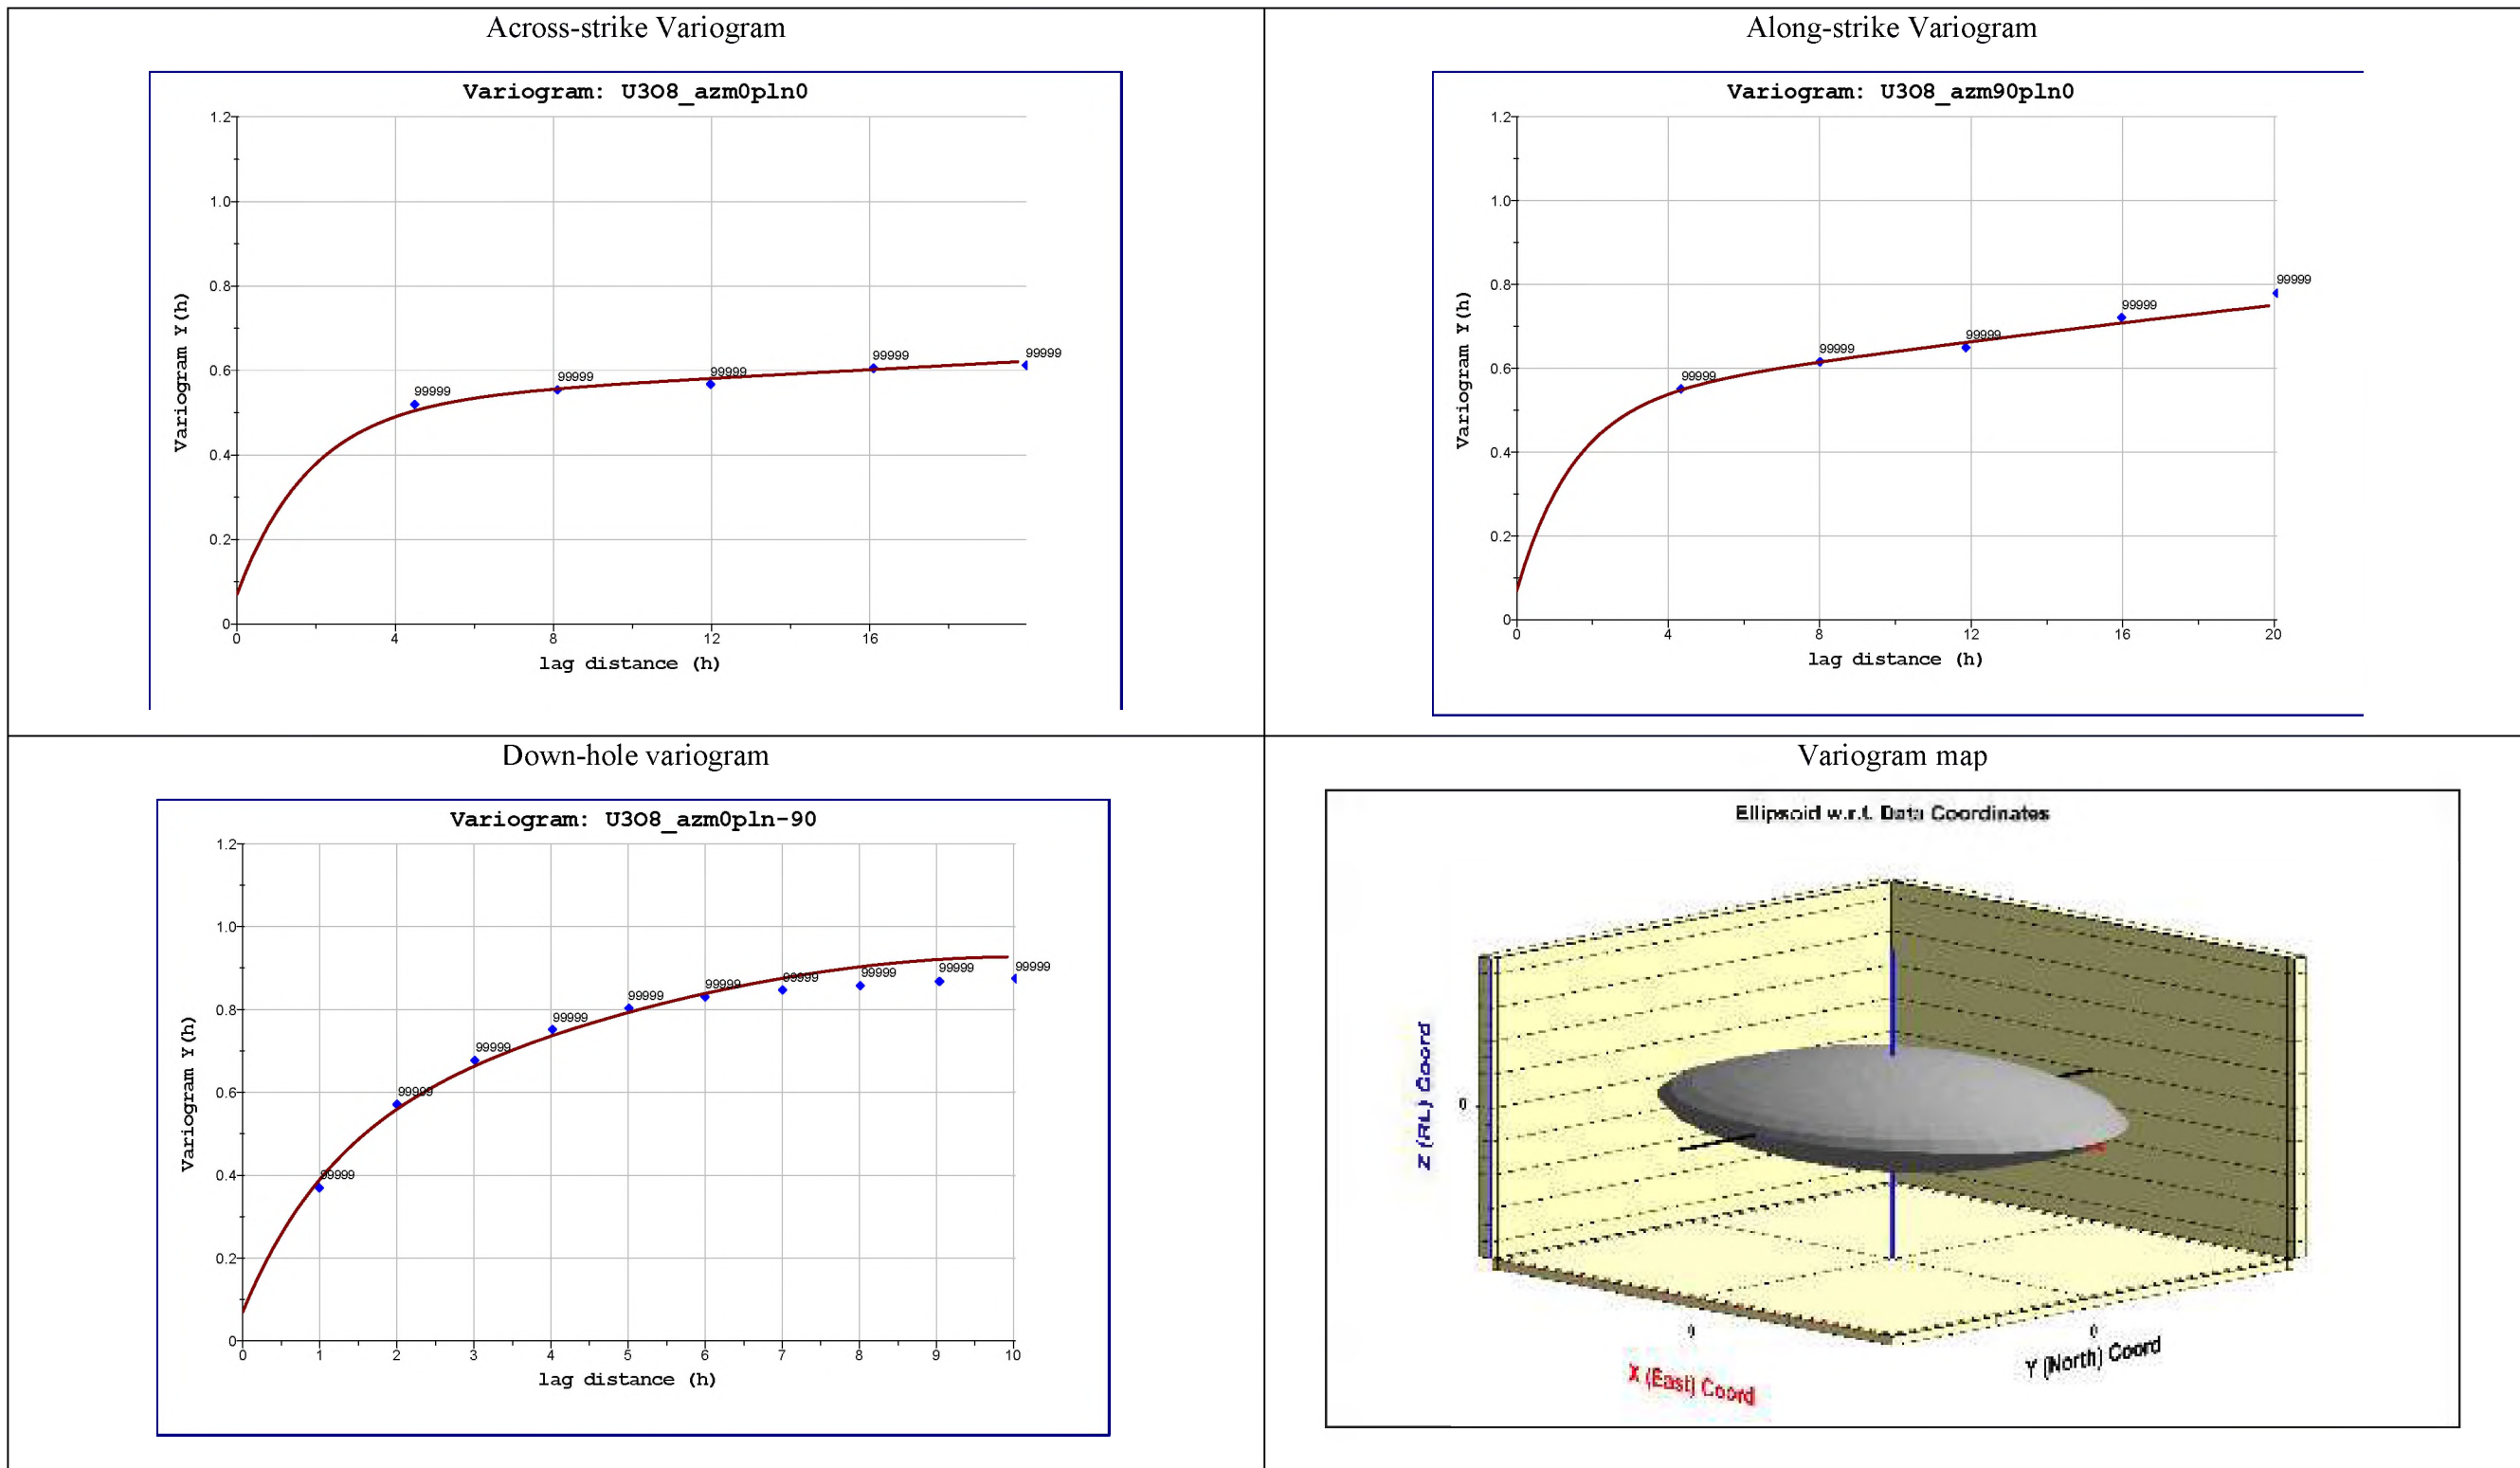 Across-strike Variogram
Variogram: U3O8_azm0pln0
1.2
1.0
0.8
0.6
0.4
0.2
0
Variogram Y(h)
99999
99999
99999
99999
99999
0 4 8 12 16
lag distance (h)
Along-strike Variogram
Variogram: U3O8_azm90pln0
1.2
1.0
0.8
0.6
0.4
0.2
0
Variogram Y(h)
99999
99999
99999
99999
99999
0 4 8 12 16 20
lag distance (h)
Down-hole variogram
Variogram: U3O8_azm0pln-90
1.2
1.0
0.8
0.6
0.4
0.2
0
Variogram Y(h)
99999
99999
99999
99999
99999
99999
99999
99999
99999
99999
0 1 2 3 4 5 6 7 8 9 10
lag distance (h)
Variogram map
Ellipsoid w.r.t. Data Coordinates
Z (RL) Coord
0
0
X (East) Coord
0
Y (North) Coord